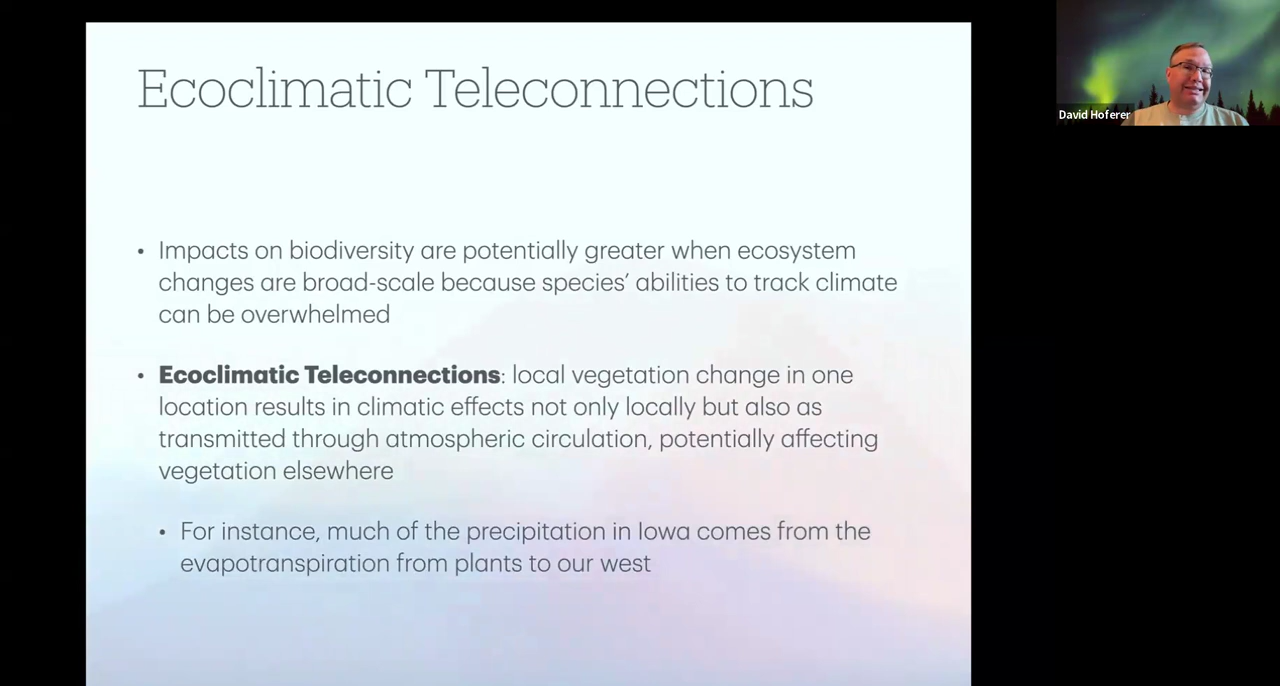 Ecoclimatic Teleconnections
David Hoferer
• Impacts on biodiversity are potentially greater when ecosystem
changes are broad-scale because species’ abilities to track climate
can be overwhelmed
• Ecoclimatic Teleconnections: local vegetation change in one
location results in climatic effects not only locally but also as
transmitted through atmospheric circulation, potentially affecting
vegetation elsewhere
• For instance, much of the precipitation in Iowa comes from the
evapotranspiration from plants to our west